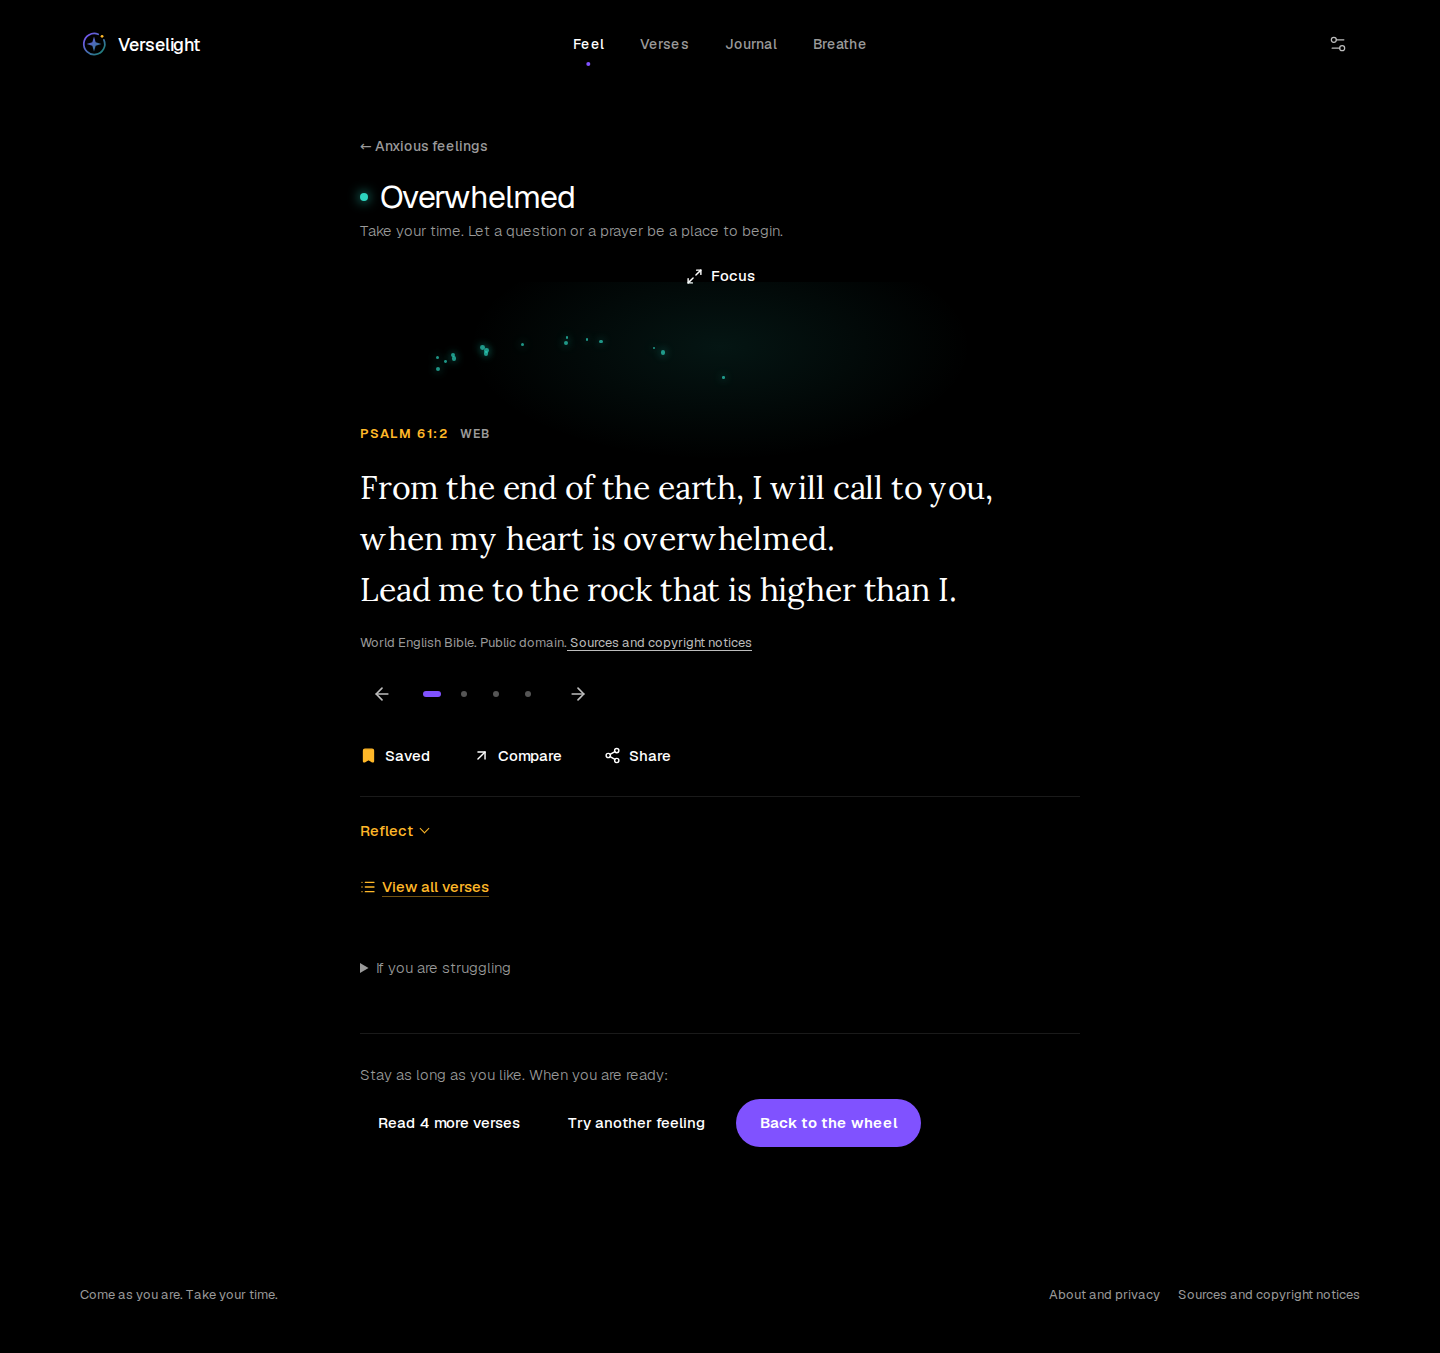 Verselight
Feel Verses Journal Breathe
← Anxious feelings
Overwhelmed
Take your time. Let a question or a prayer be a place to begin.
Focus
PSALM 61:2 WEB
From the end of the earth, I will call to you,
when my heart is overwhelmed.
Lead me to the rock that is higher than I.
World English Bible. Public domain. Sources and copyright notices
Saved Compare Share
Reflect
View all verses
If you are struggling
Stay as long as you like. When you are ready:
Read 4 more verses Try another feeling Back to the wheel
Come as you are. Take your time. About and privacy Sources and copyright notices